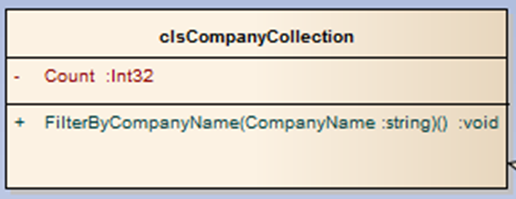 clsCompanyCollection
- Count :Int32
+ FilterByCompanyName(CompanyName :string)() :void